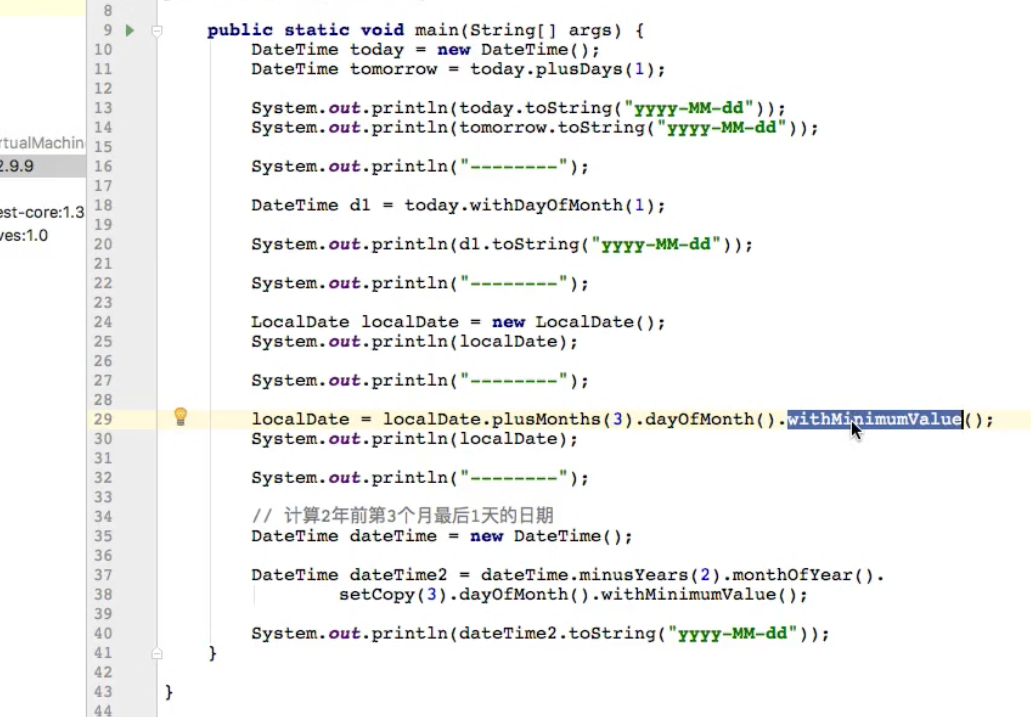 8
9 public static void main(String[] args) {
10 DateTime today = new DateTime();
11 DateTime tomorrow = today.plusDays(1);
12
13 System.out.println(today.toString("yyyy-MM-dd"));
14 System.out.println(tomorrow.toString("yyyy-MM-dd"));
rtualMachin
15
2.9.9
16 System.out.println("--------");
17
est-core:1.3
18 DateTime d1 = today.withDayOfMonth(1);
19
ves:1.0
20 System.out.println(d1.toString("yyyy-MM-dd"));
21
22 System.out.println("--------");
23
24 LocalDate localDate = new LocalDate();
25 System.out.println(localDate);
26
27 System.out.println("--------");
28
29 localDate = localDate.plusMonths(3).dayOfMonth().withMinimumValue();
30 System.out.println(localDate);
31
32 System.out.println("--------");
33
34 // 计算2年前第3个月最后1天的日期
35 DateTime dateTime = new DateTime();
36
37 DateTime dateTime2 = dateTime.minusYears(2).monthOfYear().
38 setCopy(3).dayOfMonth().withMinimumValue();
39
40 System.out.println(dateTime2.toString("yyyy-MM-dd"));
41 }
42
43 }
44